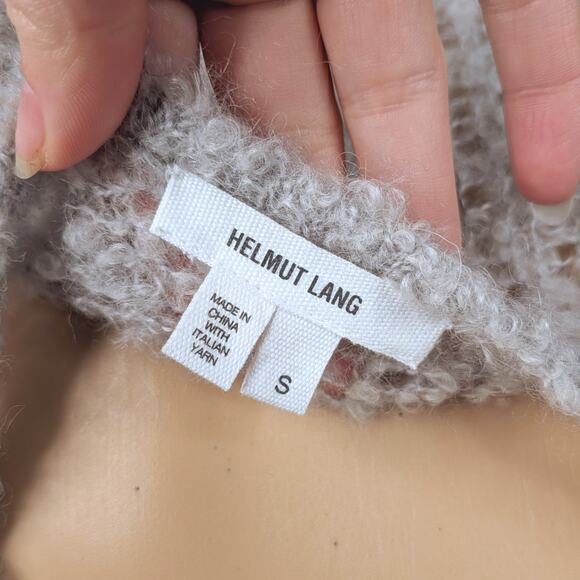 HELMUT LANG
MADE IN
CHINA
WITH
ITALIAN
YARN
S